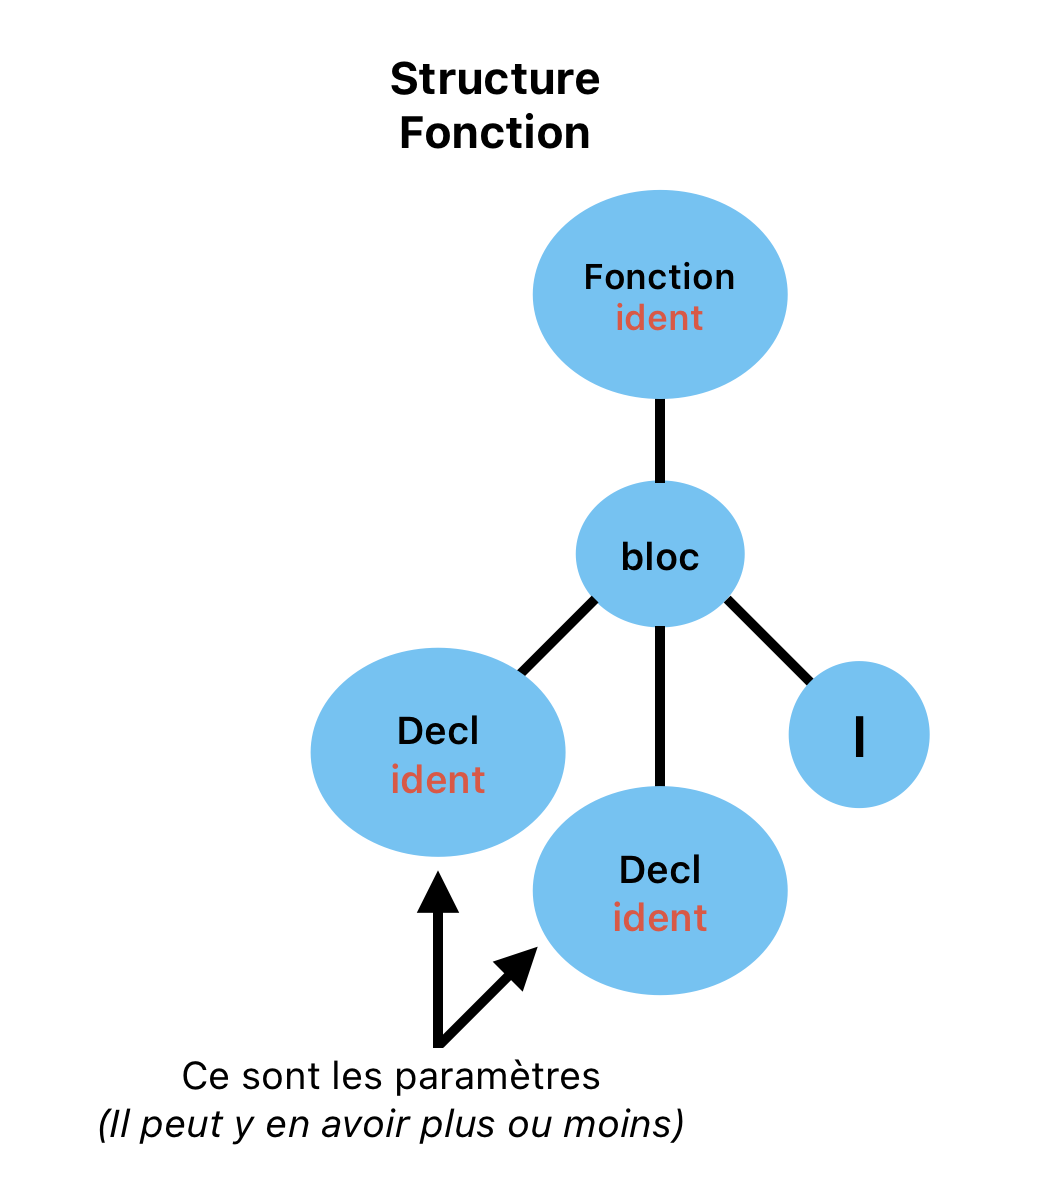 Structure
Fonction
Fonction
ident
bloc
Decl
ident
I
Decl
ident
Ce sont les paramètres
(Il peut y en avoir plus ou moins)